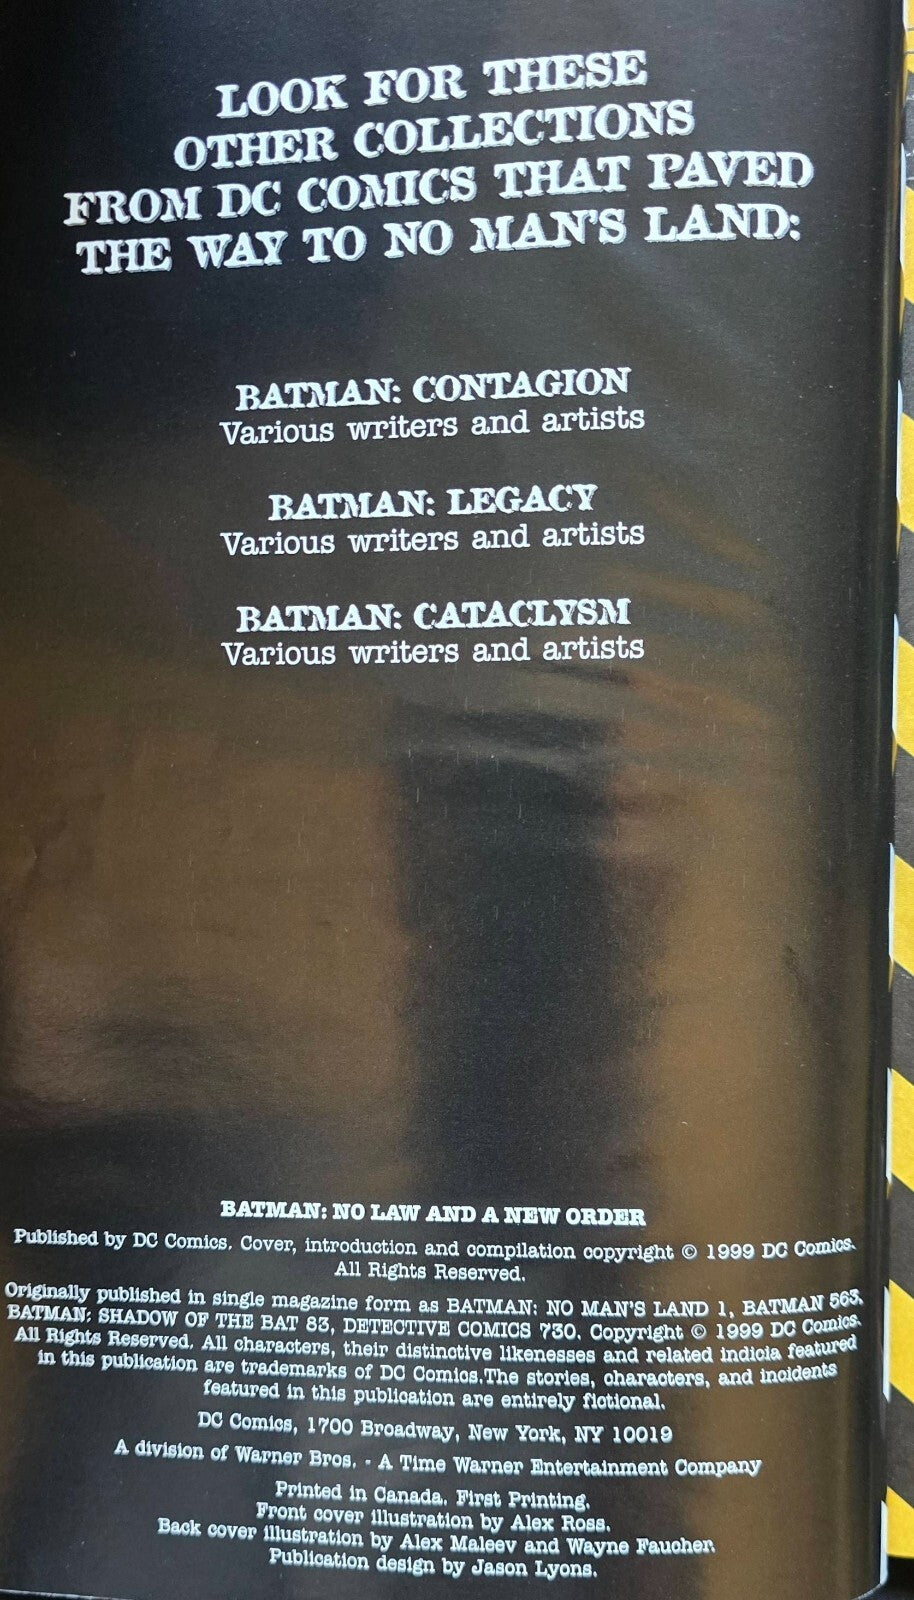 LOOK FOR THESE
OTHER COLLECTIONS
FROM DC COMICS THAT PAVED
THE WAY TO NO MAN'S LAND:
BATMAN: CONTAGION
Various writers and artists
BATMAN: LEGACY
Various writers and artists
BATMAN: CATACLYSM
Various writers and artists
BATMAN: NO LAW AND A NEW ORDER
Published by DC Comics. Cover, introduction and compilation copyright © 1999 DC Comics.
All Rights Reserved.
Originally published in single magazine form as BATMAN: NO MAN'S LAND 1, BATMAN 563,
BATMAN: SHADOW OF THE BAT 83, DETECTIVE COMICS 730. Copyright © 1999 DC Comics.
All Rights Reserved. All characters, their distinctive likenesses and related indicia featured
in this publication are trademarks of DC Comics.The stories, characters, and incidents
featured in this publication are entirely fictional.
DC Comics, 1700 Broadway, New York, NY 10019
A division of Warner Bros. - A Time Warner Entertainment Company
Printed in Canada. First Printing.
Front cover illustration by Alex Ross.
Back cover illustration by Alex Maleev and Wayne Faucher.
Publication design by Jason Lyons.